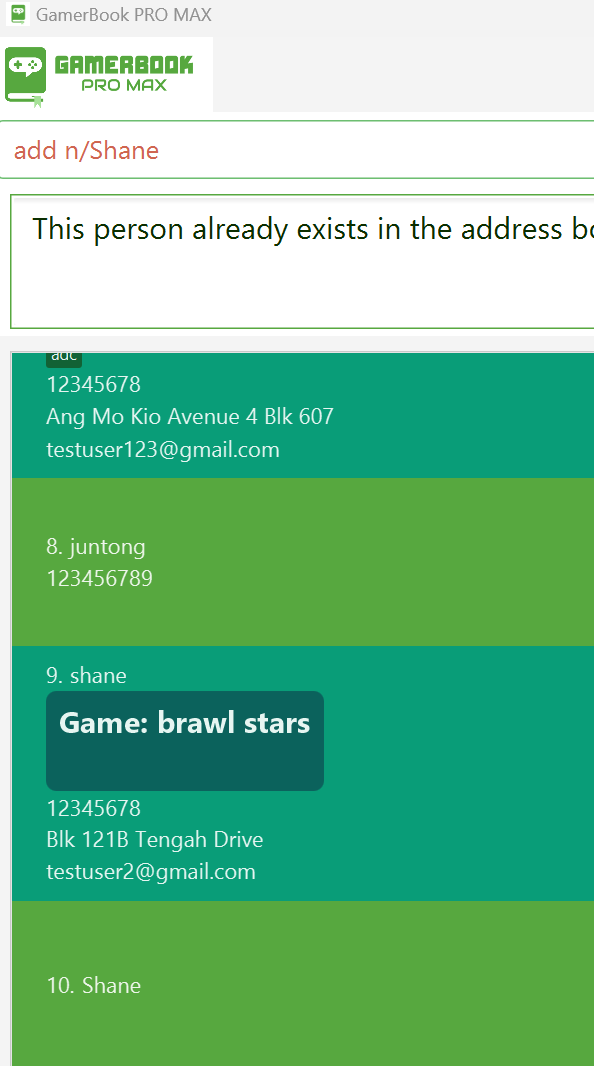 GamerBook PRO MAX
GAMERBOOK
PRO MAX
add n/Shane
This person already exists in the address
adc
12345678
Ang Mo Kio Avenue 4 Blk 607
testuser123@gmail.com
8. juntong
123456789
9. shane
Game: brawl stars
12345678
Blk 121B Tengah Drive
testuser2@gmail.com
10. Shane